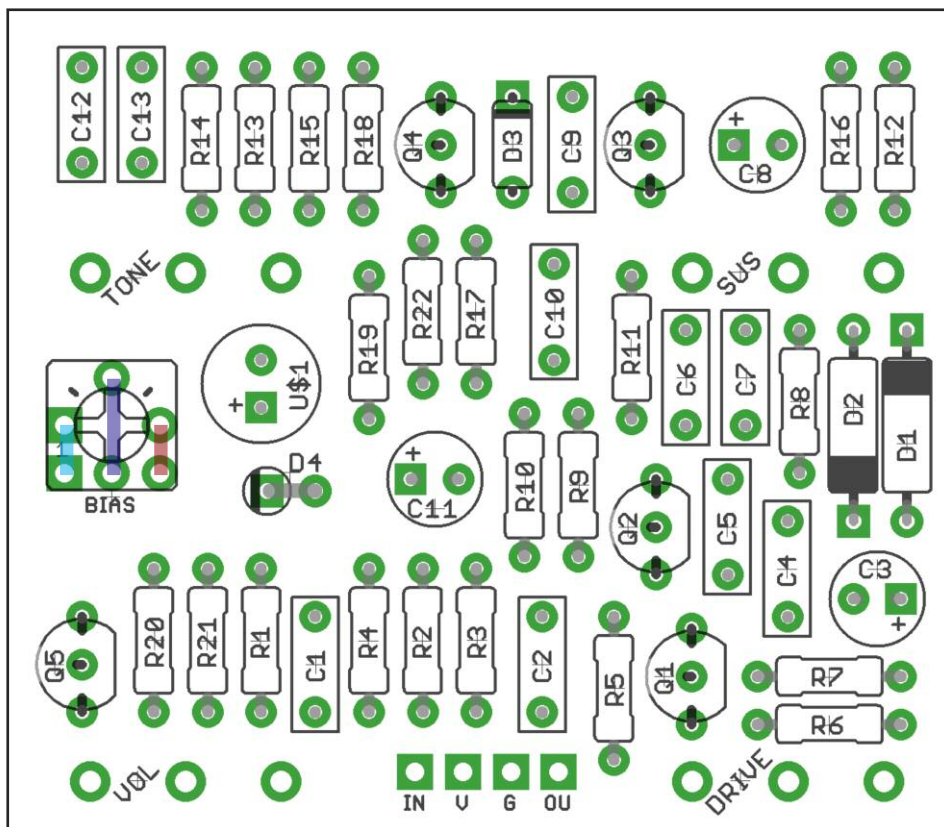 C12
C13
R14
R13
R15
R18
Q4
D3
C9
Q3
+
C8
R16
R12
TONE
SUS
R19
R22
R17
C10
R11
C6
C7
R8
D2
D1
+
U$1
1
BIAS
D4
+
C11
R10
R9
Q2
C5
C4
C3
+
Q5
R20
R21
R1
C1
R4
R2
R3
C2
R5
Q1
R7
R6
VOL
IN V G OU
DRIVE